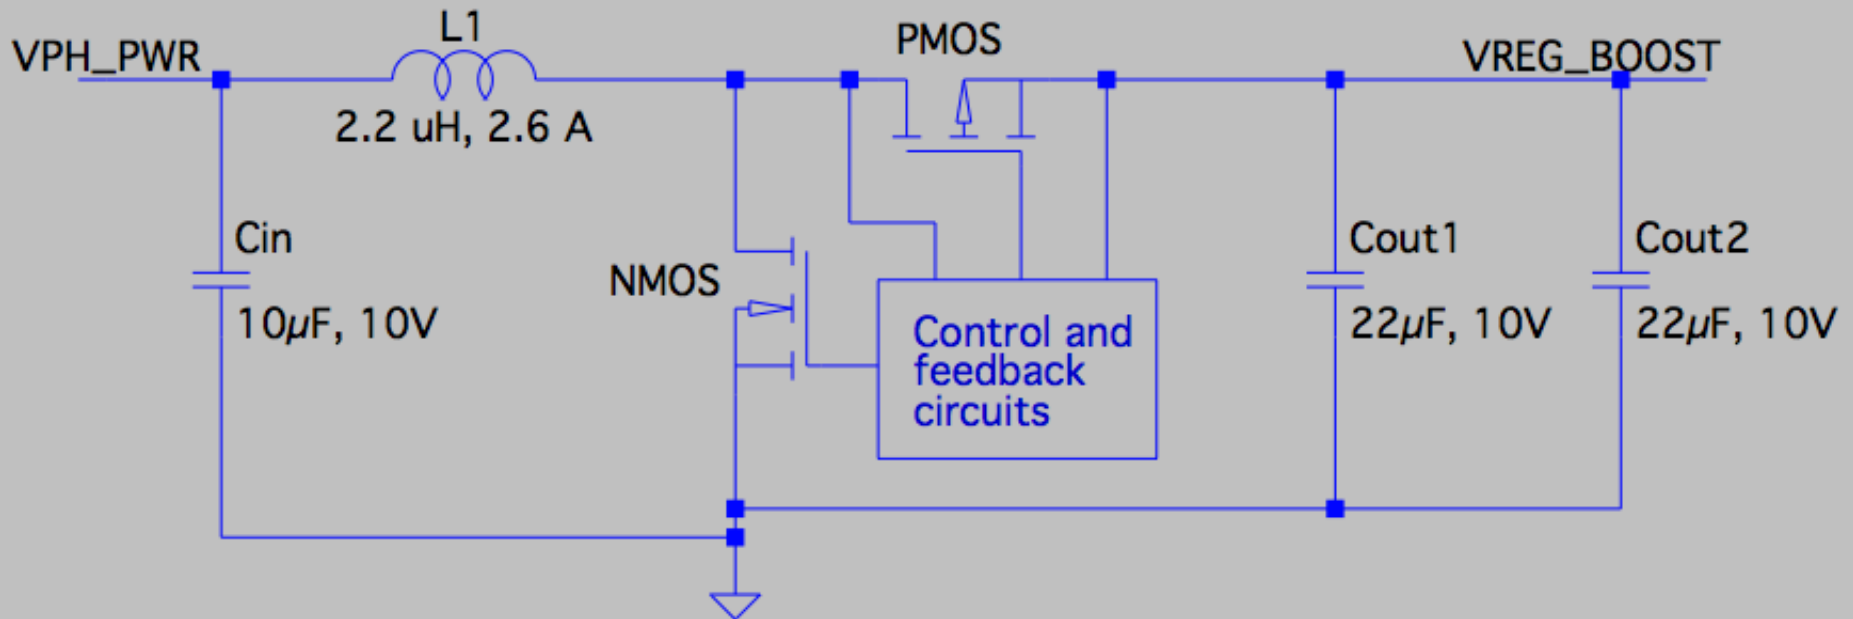 L1
PMOS
VPH_PWR
VREG_BOOST
2.2 uH, 2.6 A
Cin
Cout1
Cout2
NMOS
10µF, 10V
22µF, 10V
22µF, 10V
Control and
feedback
circuits